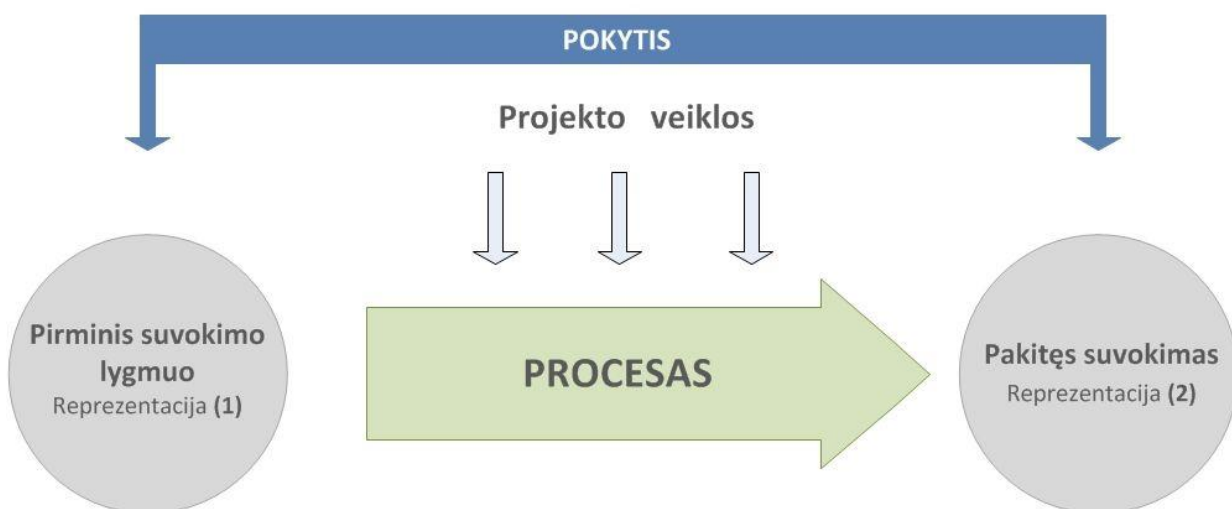 POKYTIS
Projekto veiklos
Pirminis suvokimo
lygmuo
Reprezentacija (1)
PROCESAS
Pakitęs suvokimas
Reprezentacija (2)